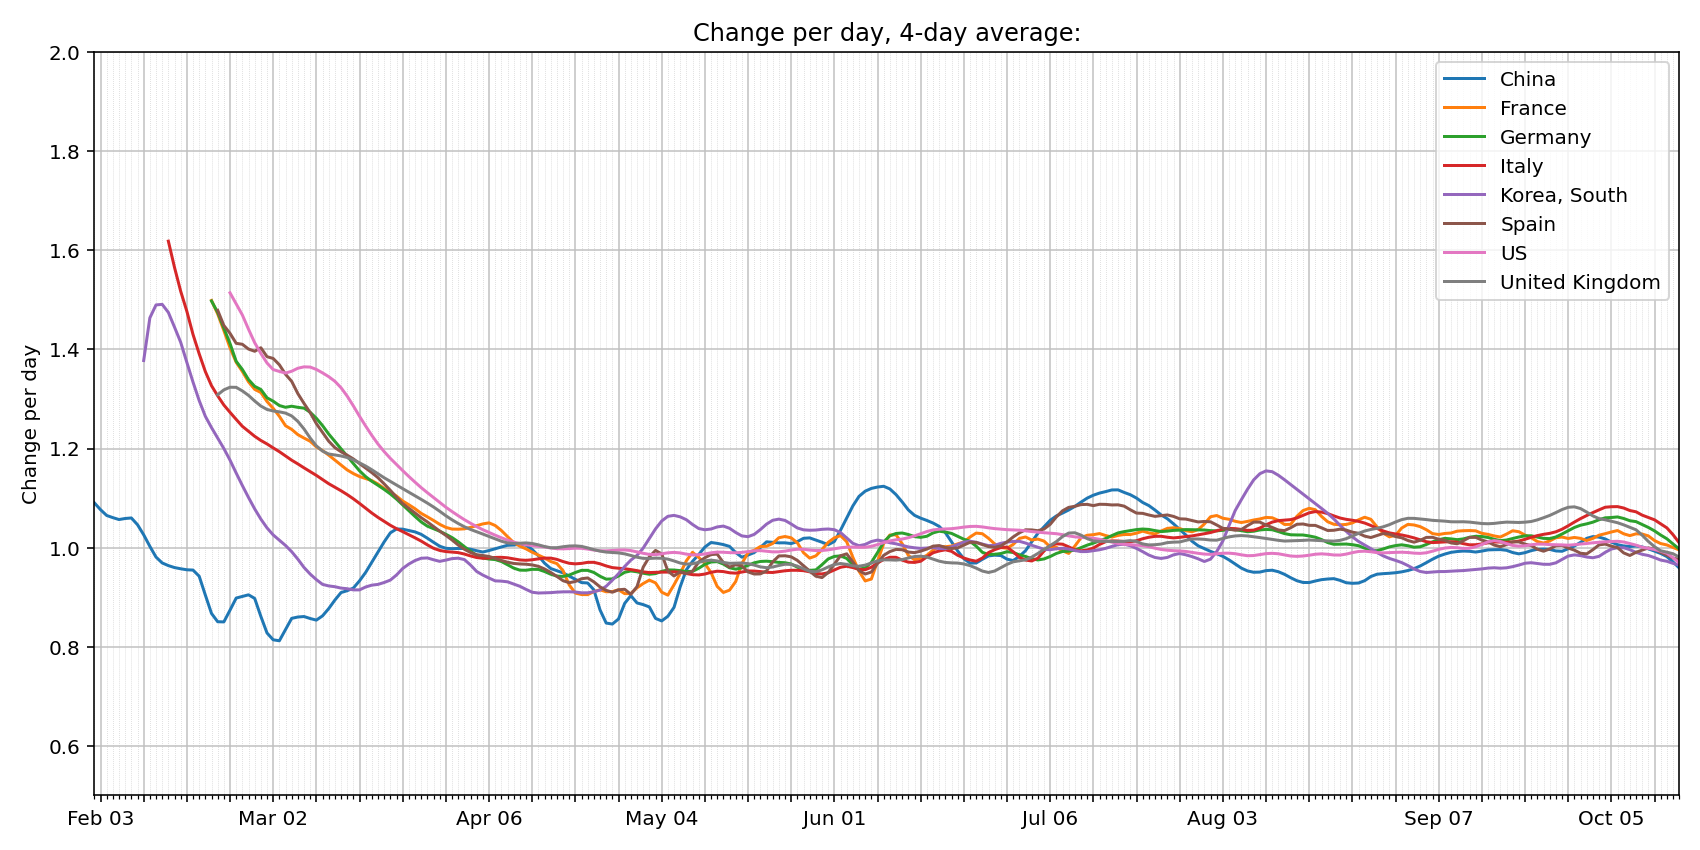 Change per day, 4-day average:
Change per day
2.0
1.8
1.6
1.4
1.2
1.0
0.8
0.6
China
France
Germany
Italy
Korea, South
Spain
US
United Kingdom
Feb 03 Mar 02 Apr 06 May 04 Jun 01 Jul 06 Aug 03 Sep 07 Oct 05